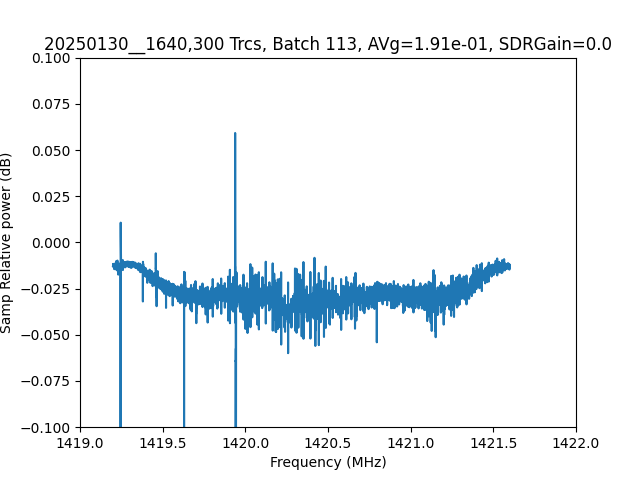 20250130__1640,300 Trcs, Batch 113, AVg=1.91e-01, SDRGain=0.0
0.100
0.075
0.050
0.025
0.000
−0.025
−0.050
−0.075
−0.100
Samp Relative power (dB)
1419.0 1419.5 1420.0 1420.5 1421.0 1421.5 1422.0
Frequency (MHz)